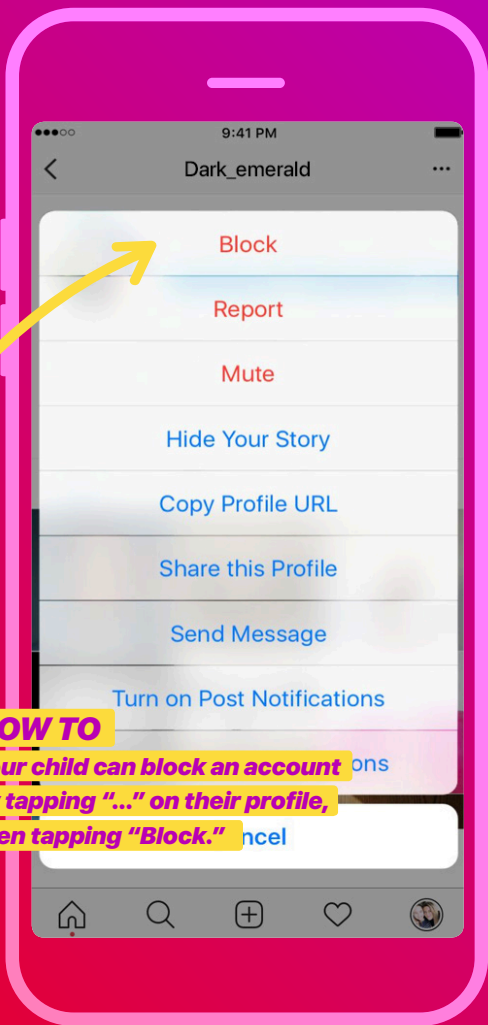 9:41 PM
Dark_emerald
Block
Report
Mute
Hide Your Story
Copy Profile URL
Share this Profile
Send Message
Turn on Post Notifications
OW TO
ur child can block an account
tapping “...” on their profile,
en tapping “Block.”